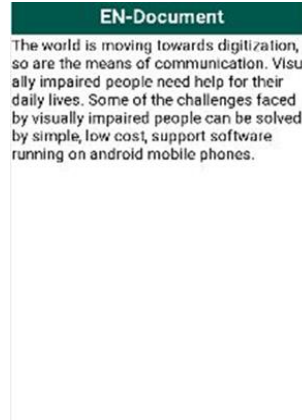 EN-Document
The world is moving towards digitization,
so are the means of communication. Visu
ally impaired people need help for their
daily lives. Some of the challenges faced
by visually impaired people can be solved
by simple, low cost, support software
running on android mobile phones.